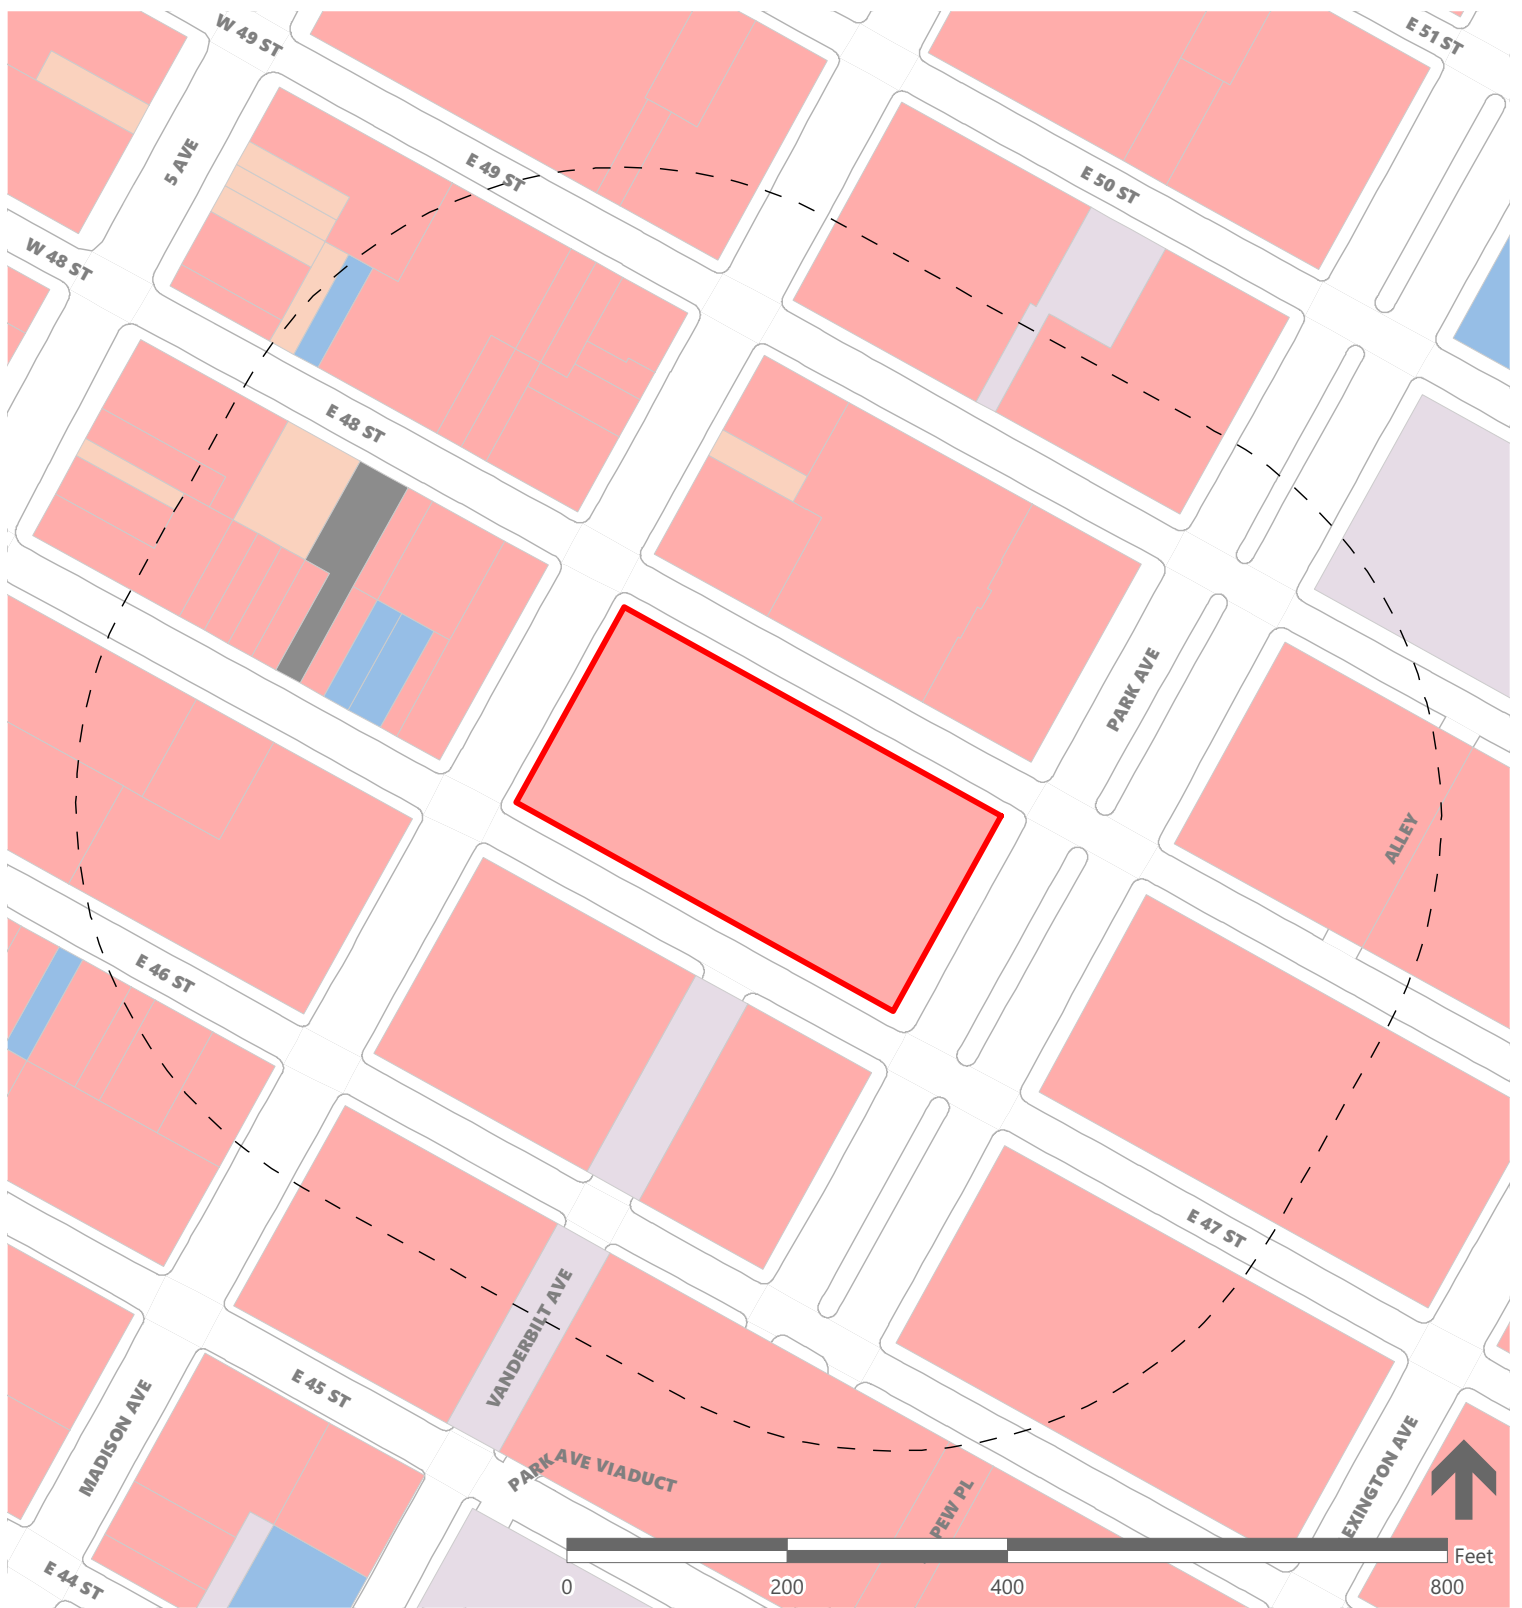 W 49 ST
E 51 ST
5 AVE
E 49 ST
E 50 ST
W 48 ST
E 48 ST
PARK AVE
ALLEY
E 46 ST
E 47 ST
VANDERBILT AVE
E 45 ST
MADISON AVE
PARK AVE VIADUCT
PEW PL
EXINGTON AVE
E 44 ST
Feet
0 200 400 800